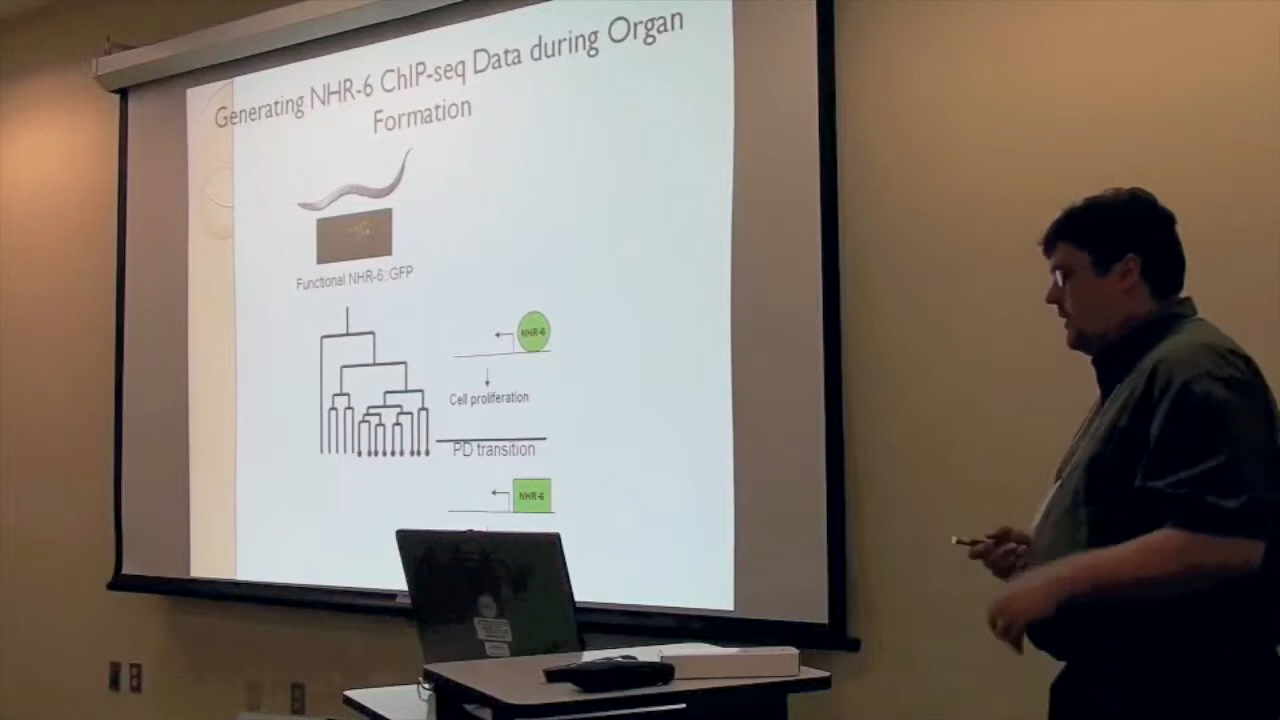 Generating NHR-6 ChIP-seq Data during Organ
Formation
Functional NHR-6::GFP
NHR-6
Cell proliferation
PD transition
NHR-6